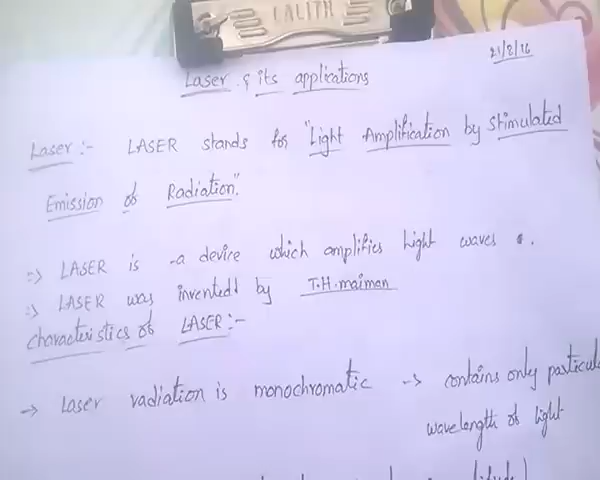 LALITH
21/8/16
Laser & its applications
Laser :- LASER stands for "Light Amplification by Stimulated
Emission of Radiation".
=> LASER is a device which amplifies light waves .
=> LASER was invented by T.H. maiman
characteristics of LASER :-
-> Laser radiation is monochromatic -> contains only particul
wavelength of light